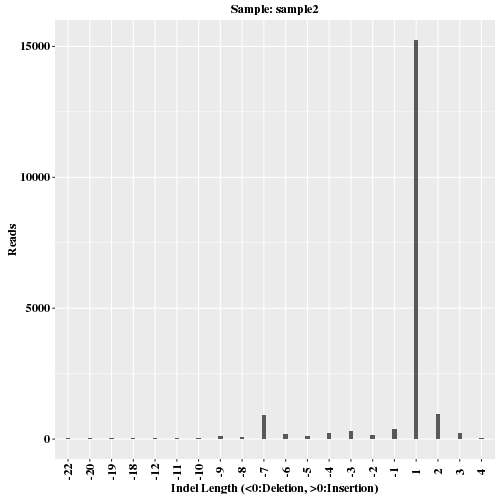 Sample: sample2
15000
10000
5000
0
Reads
-22 -20 -19 -18 -12 -11 -10 -9 -8 -7 -6 -5 -4 -3 -2 -1 1 2 3 4
Indel Length (<0:Deletion, >0:Insertion)